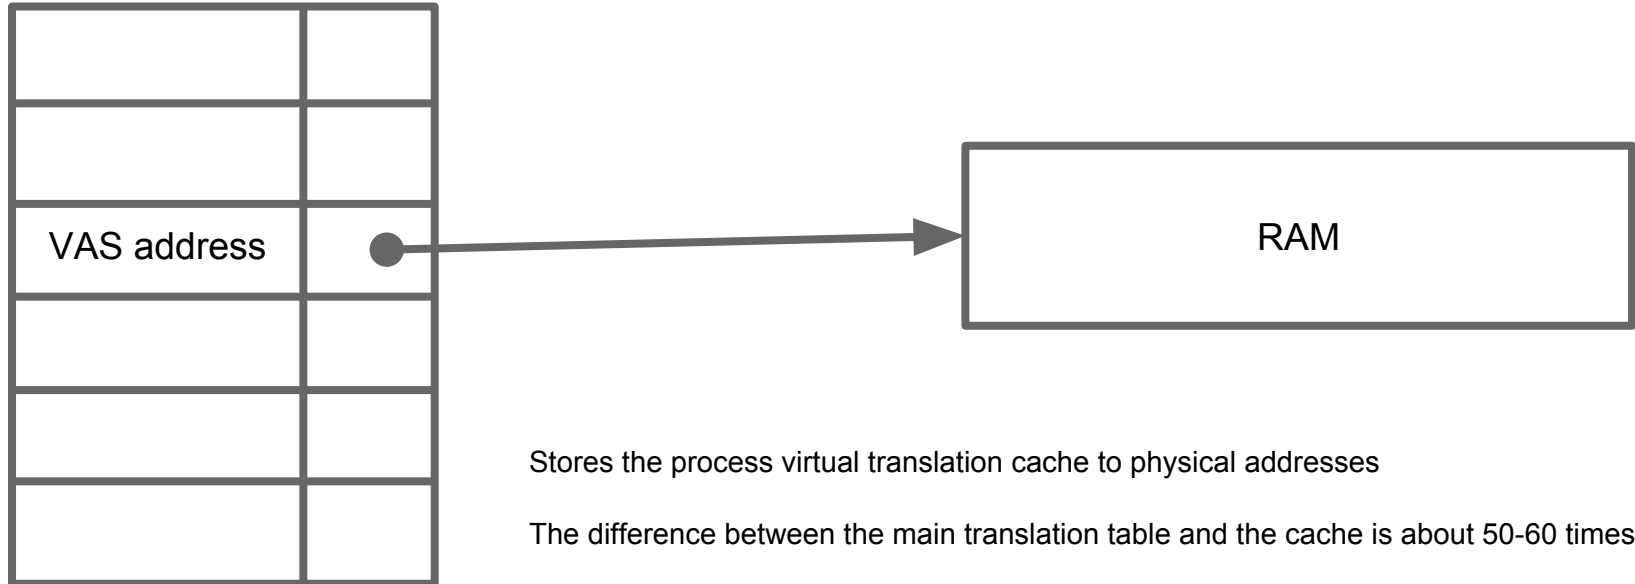 VAS address
RAM
Stores the process virtual translation cache to physical addresses
The difference between the main translation table and the cache is about 50-60 times